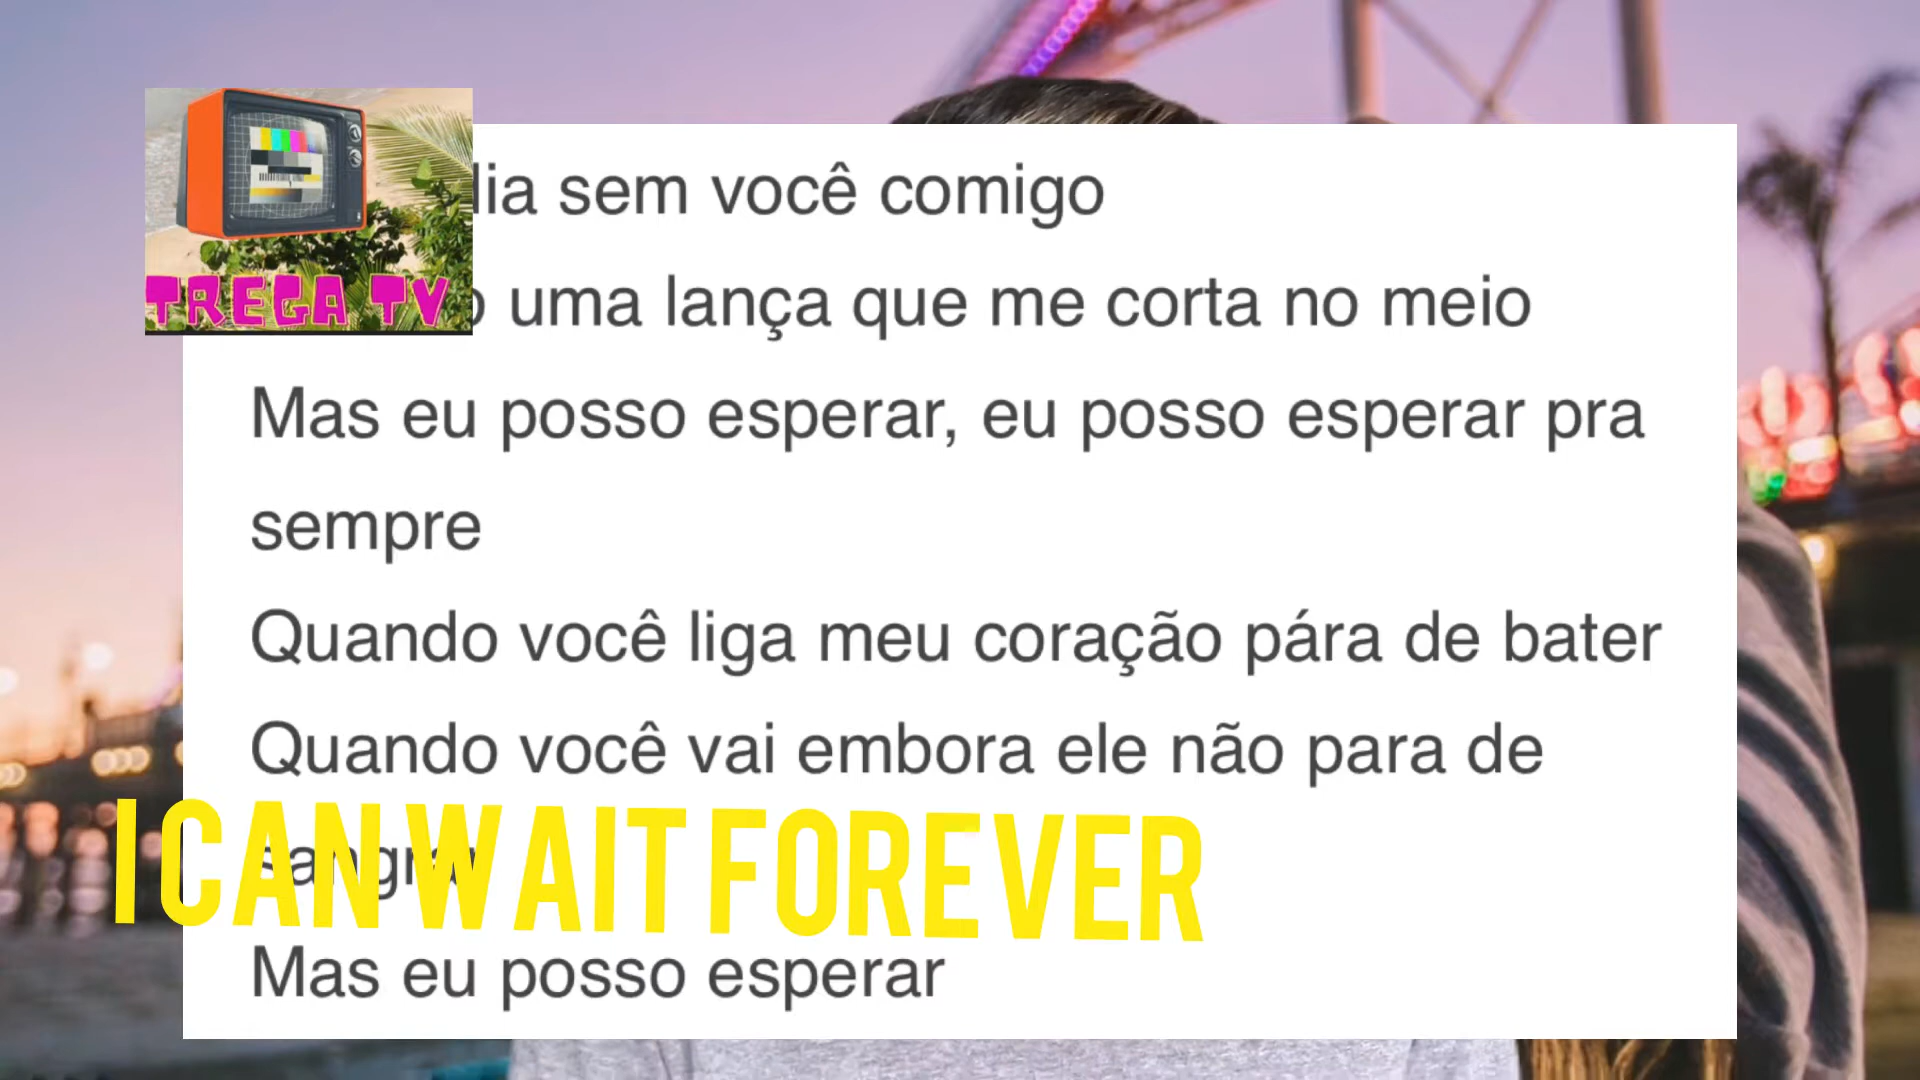 TREGA TV
sem você comigo
uma lança que me corta no meio
Mas eu posso esperar, eu posso esperar pra
sempre
Quando você liga meu coração pára de bater
Quando você vai embora ele não para de
sangrar
I CAN WAIT FOREVER
Mas eu posso esperar